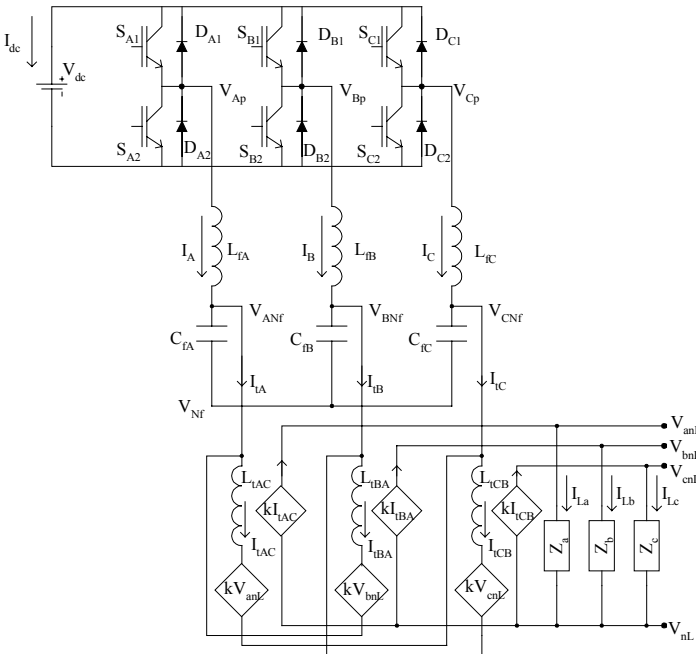 I_dc
V_dc
+
S_A1 D_A1 S_B1 D_B1 S_C1 D_C1
V_Ap V_Bp V_Cp
S_A2 D_A2 S_B2 D_B2 S_C2 D_C2
I_A L_fA I_B L_fB I_C L_fC
V_ANf V_BNf V_CNf
C_fA C_fB C_fC
I_tA I_tB I_tC
V_Nf
V_anL
V_bnL
V_cnL
L_tAC kI_tAC L_tBA kI_tBA L_tCB kI_tCB
I_La I_Lb I_Lc
I_tAC I_tBA I_tCB
Z_a Z_b Z_c
kV_anL kV_bnL kV_cnL
V_nL